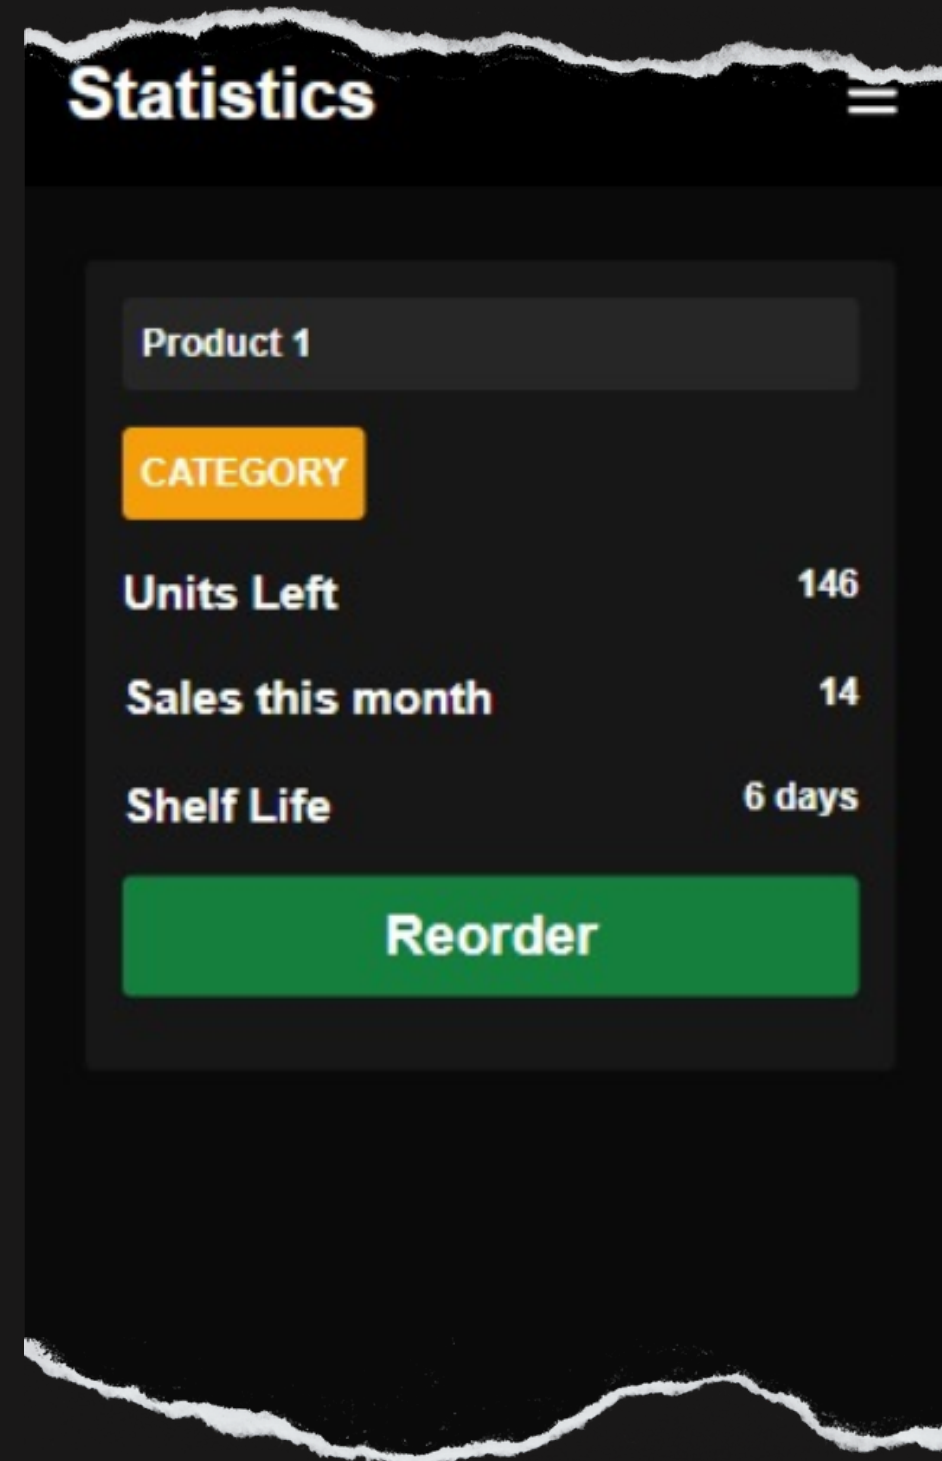 Statistics
Product 1
CATEGORY
Units Left 146
Sales this month 14
Shelf Life 6 days
Reorder